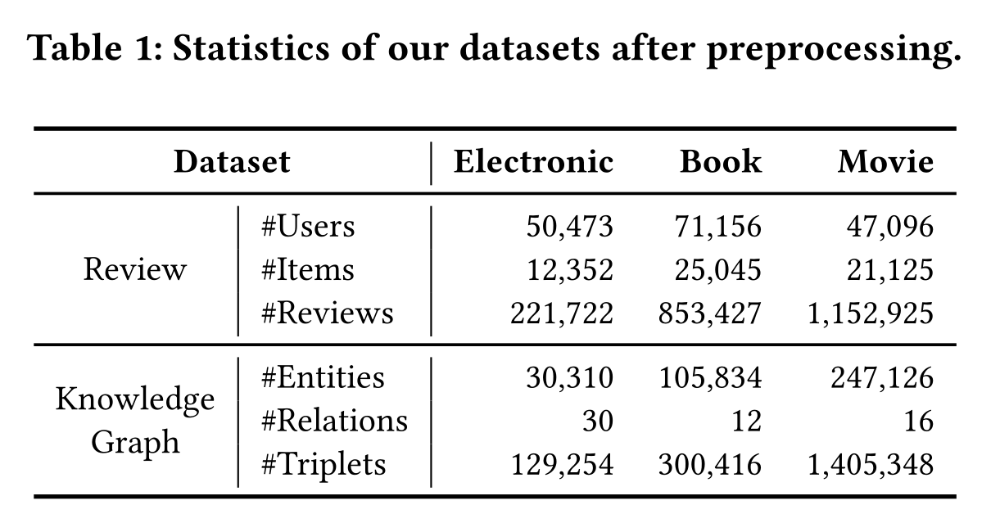 Table 1: Statistics of our datasets after preprocessing.
Dataset Electronic Book Movie
Review #Users 50,473 71,156 47,096
#Items 12,352 25,045 21,125
#Reviews 221,722 853,427 1,152,925
Knowledge Graph #Entities 30,310 105,834 247,126
#Relations 30 12 16
#Triplets 129,254 300,416 1,405,348